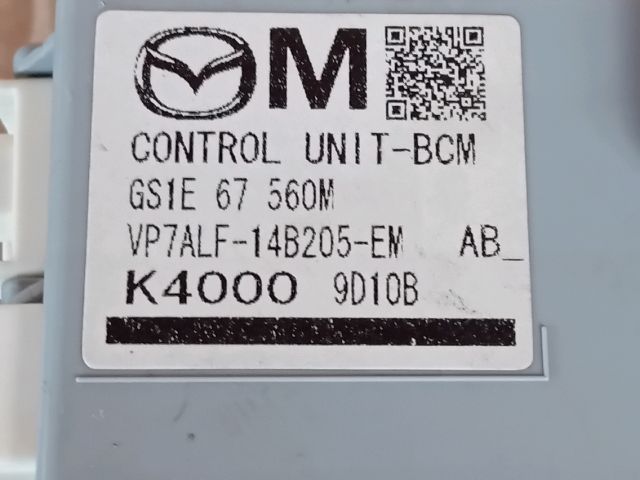 M
CONTROL UNIT-BCM
GS1E 67 560M
VP7ALF-14B205-EM AB_
K4000 9D10B